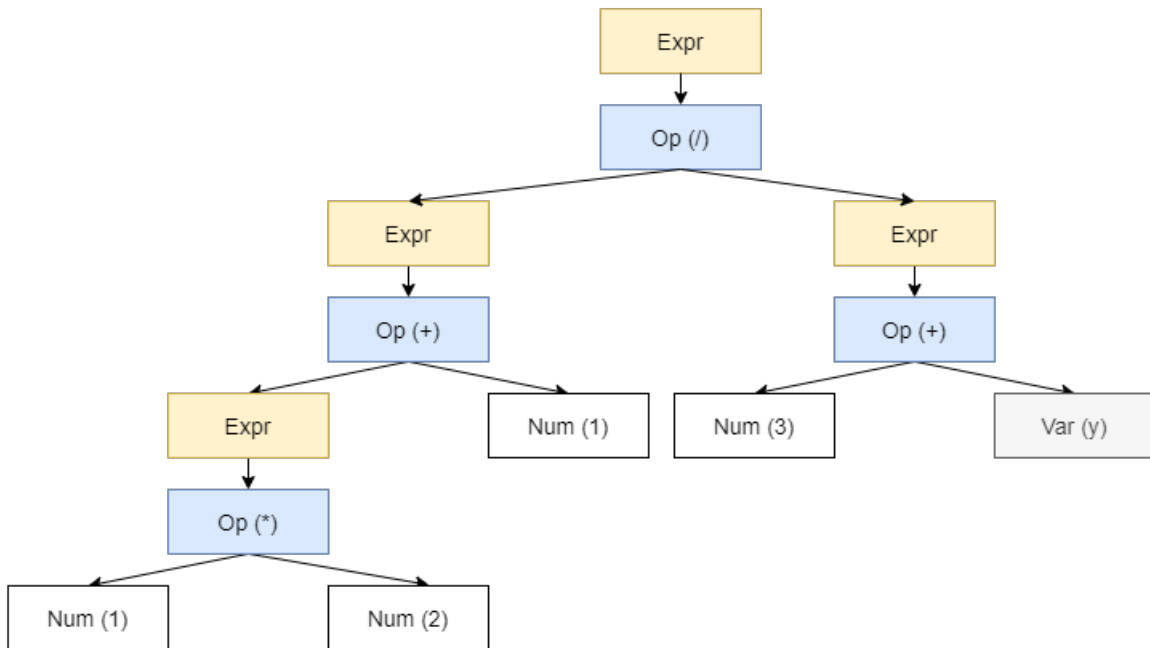 Expr
Op (/)
Expr
Expr
Op (+)
Op (+)
Expr
Num (1)
Num (3)
Var (y)
Op (*)
Num (1)
Num (2)